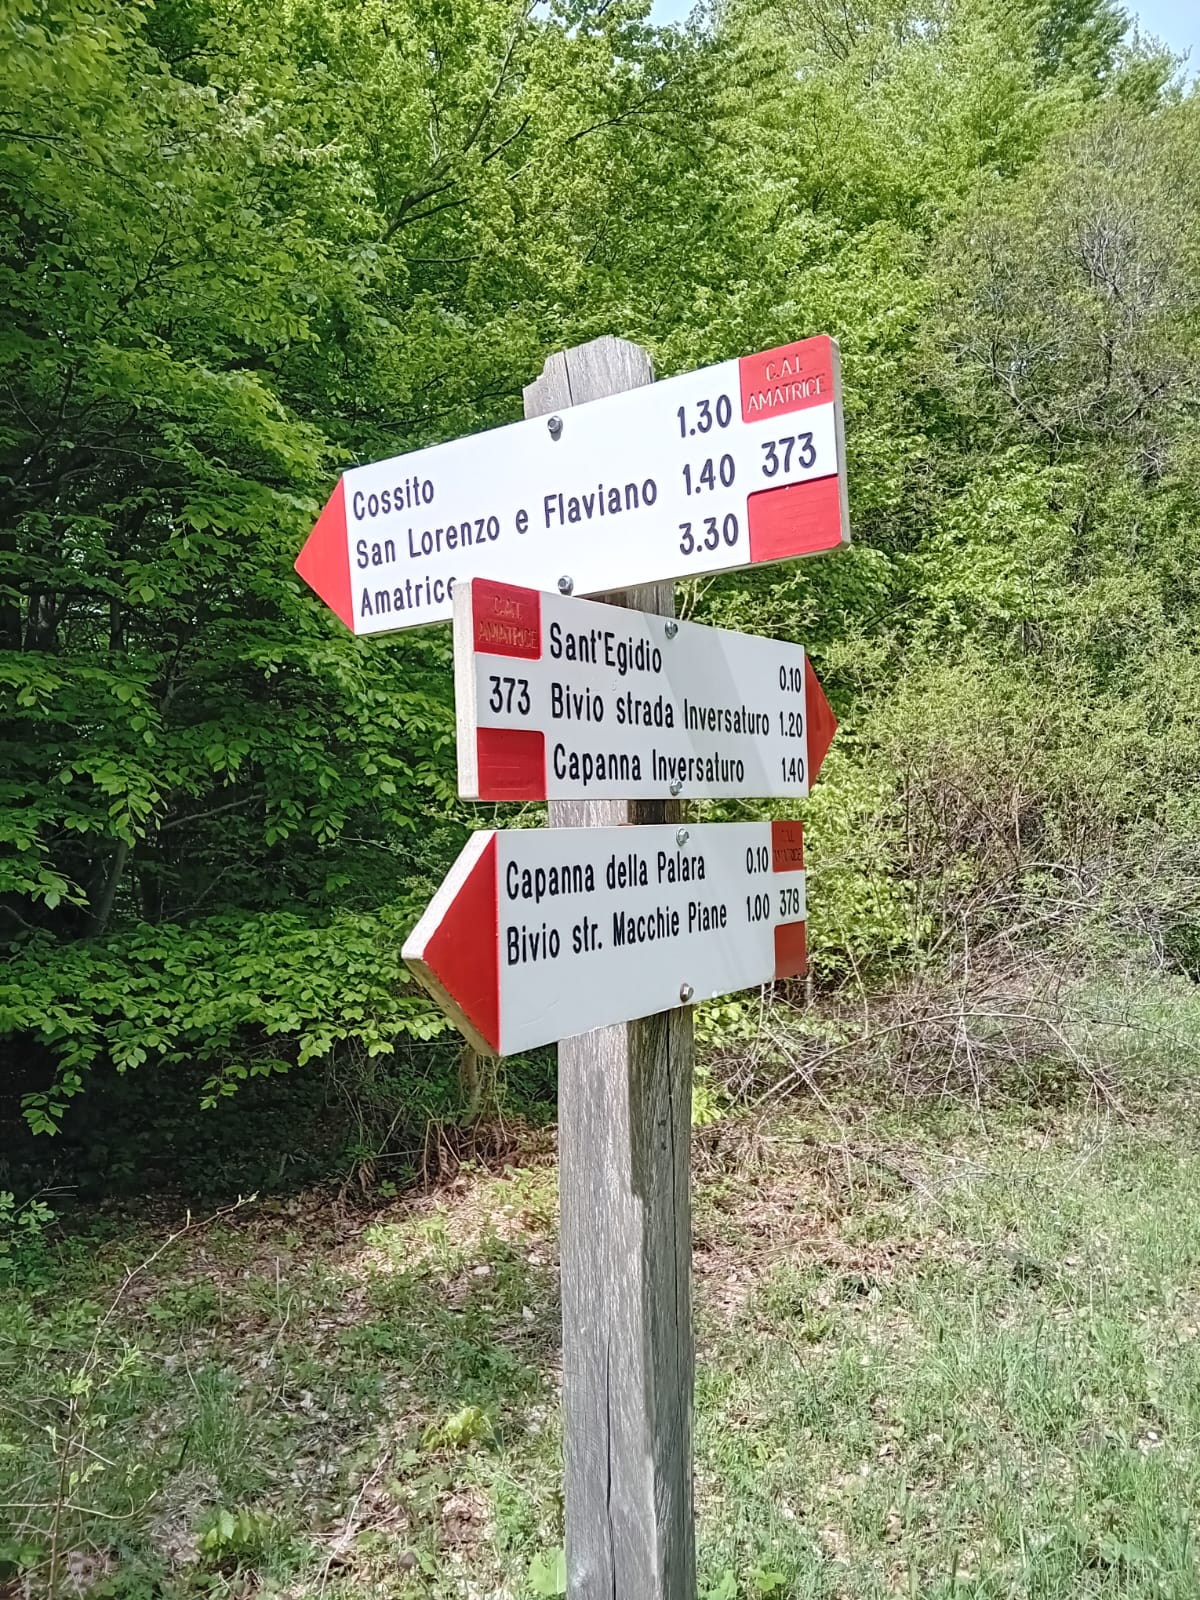 C.A.I.
AMATRICE
Cossito 1.30
San Lorenzo e Flaviano 1.40 373
Amatrice 3.30
C.A.I.
AMATRICE
Sant'Egidio 0.10
373 Bivio strada Inversaturo 1.20
Capanna Inversaturo 1.40
C.A.I.
AMATRICE
Capanna della Palara 0.10
Bivio str. Macchie Piane 1.00 378